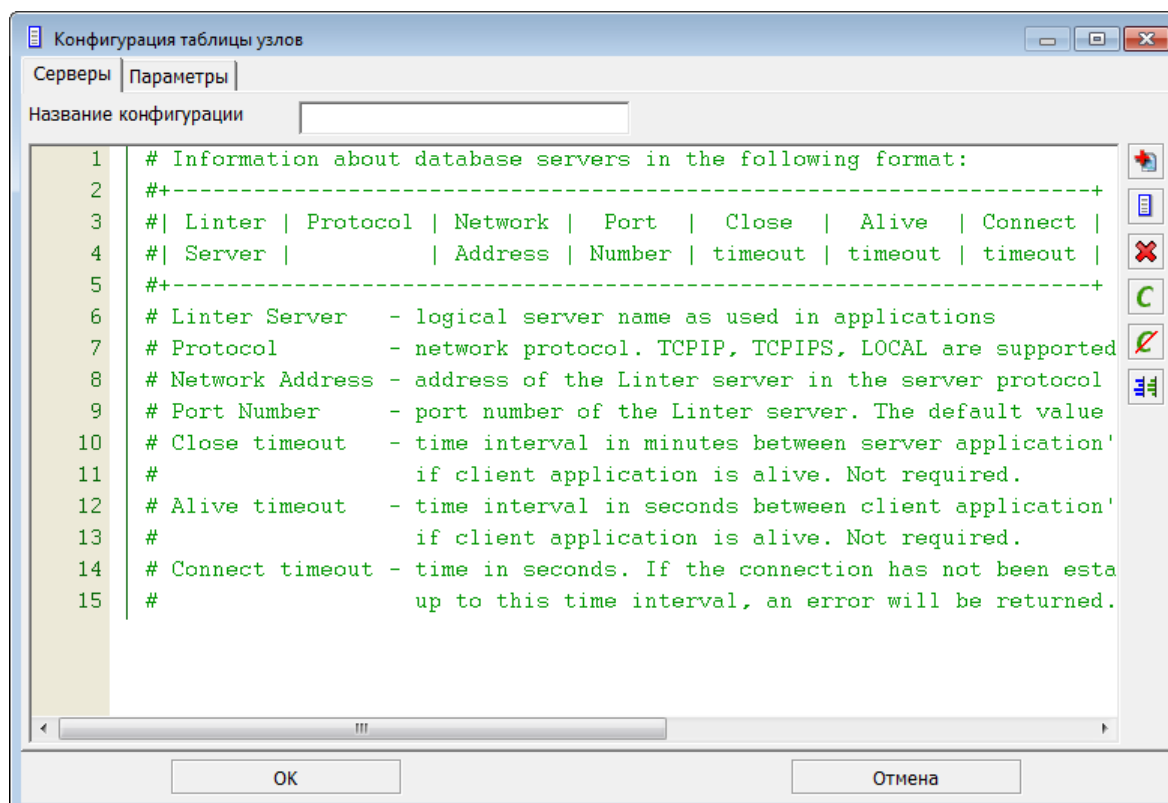 Конфигурация таблицы узлов
Серверы Параметры
Название конфигурации
1 # Information about database servers in the following format:
2 #+--------------------------------------------------------------------+
3 #| Linter | Protocol | Network | Port | Close | Alive | Connect |
4 #| Server | | Address | Number | timeout | timeout | timeout |
5 #+--------------------------------------------------------------------+
6 # Linter Server - logical server name as used in applications
7 # Protocol - network protocol. TCPIP, TCPIPS, LOCAL are supported
8 # Network Address - address of the Linter server in the server protocol
9 # Port Number - port number of the Linter server. The default value
10 # Close timeout - time interval in minutes between server application'
11 # if client application is alive. Not required.
12 # Alive timeout - time interval in seconds between client application'
13 # if client application is alive. Not required.
14 # Connect timeout - time in seconds. If the connection has not been esta
15 # up to this time interval, an error will be returned.
OK Отмена